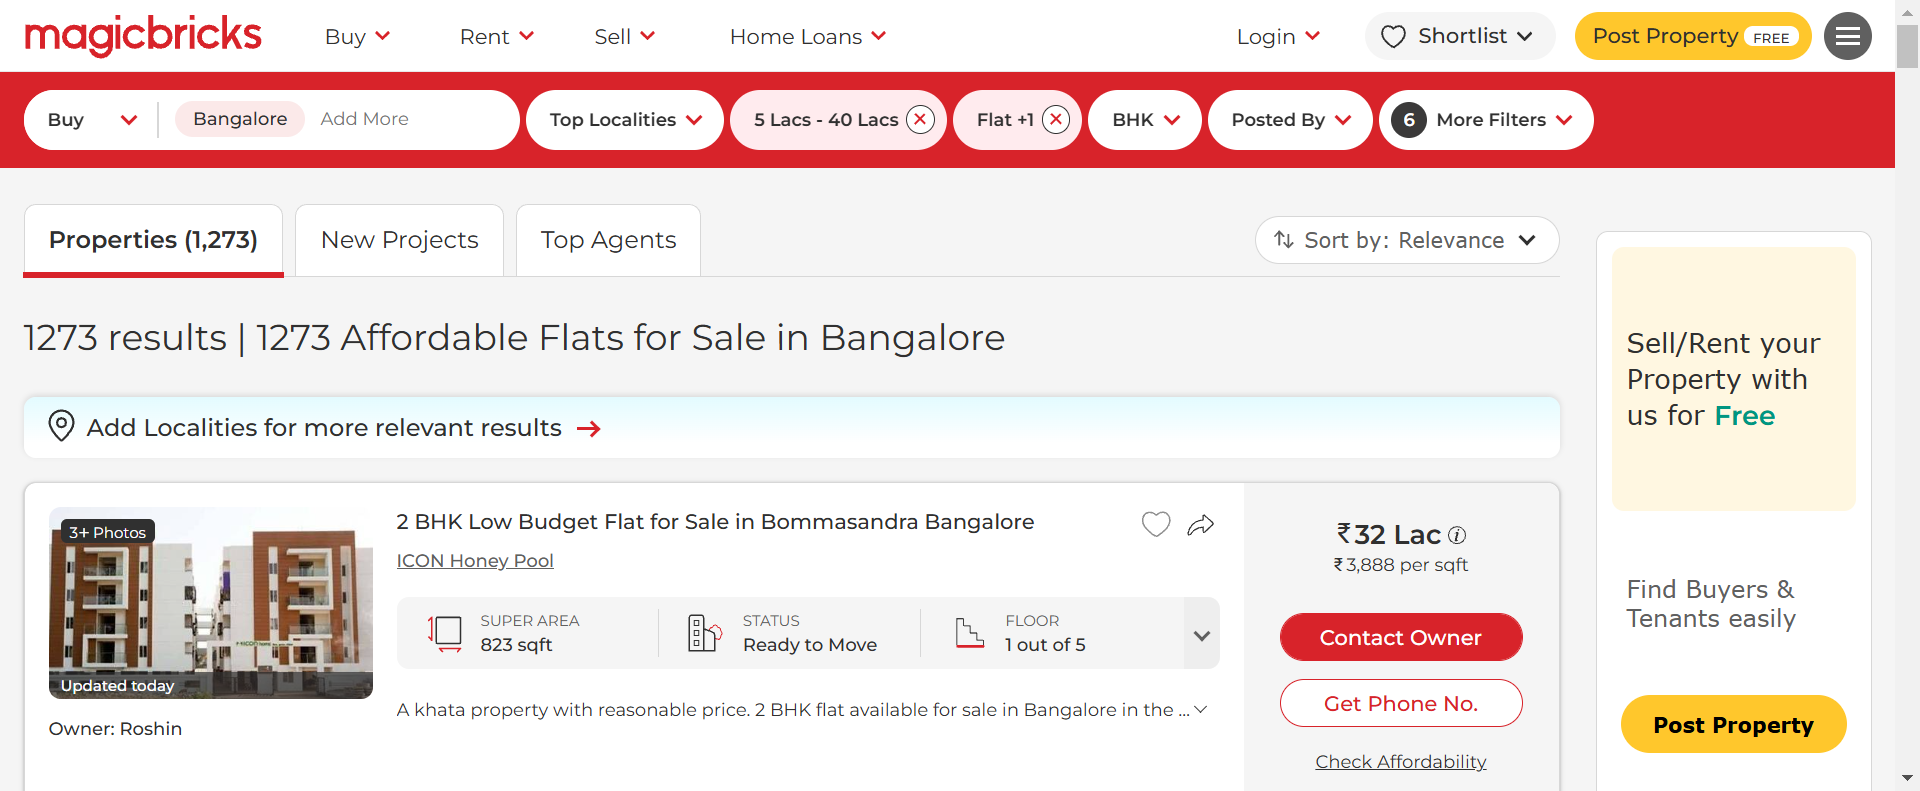 magicbricks
Buy
Rent
Sell
Home Loans
Login
Shortlist
Post Property FREE
Buy
Bangalore
Add More
Top Localities
5 Lacs - 40 Lacs
Flat +1
BHK
Posted By
6 More Filters
Properties (1,273)
New Projects
Top Agents
Sort by: Relevance
1273 results | 1273 Affordable Flats for Sale in Bangalore
Add Localities for more relevant results
3+ Photos
Updated today
Owner: Roshin
2 BHK Low Budget Flat for Sale in Bommasandra Bangalore
ICON Honey Pool
SUPER AREA
823 sqft
STATUS
Ready to Move
FLOOR
1 out of 5
A khata property with reasonable price. 2 BHK flat available for sale in Bangalore in the ...
₹32 Lac
₹3,888 per sqft
Contact Owner
Get Phone No.
Check Affordability
Sell/Rent your
Property with
us for Free
Find Buyers &
Tenants easily
Post Property